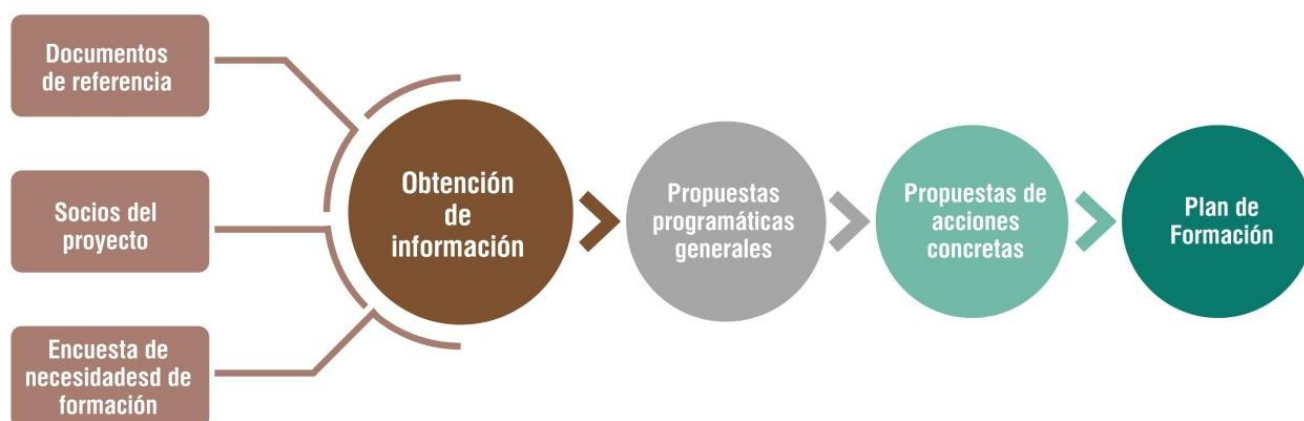 Documentos
de referencia
Socios del
proyecto
Encuesta de
necesidadesd de
formación
Obtención
de
información
Propuestas
programáticas
generales
Propuestas de
acciones
concretas
Plan de
Formación